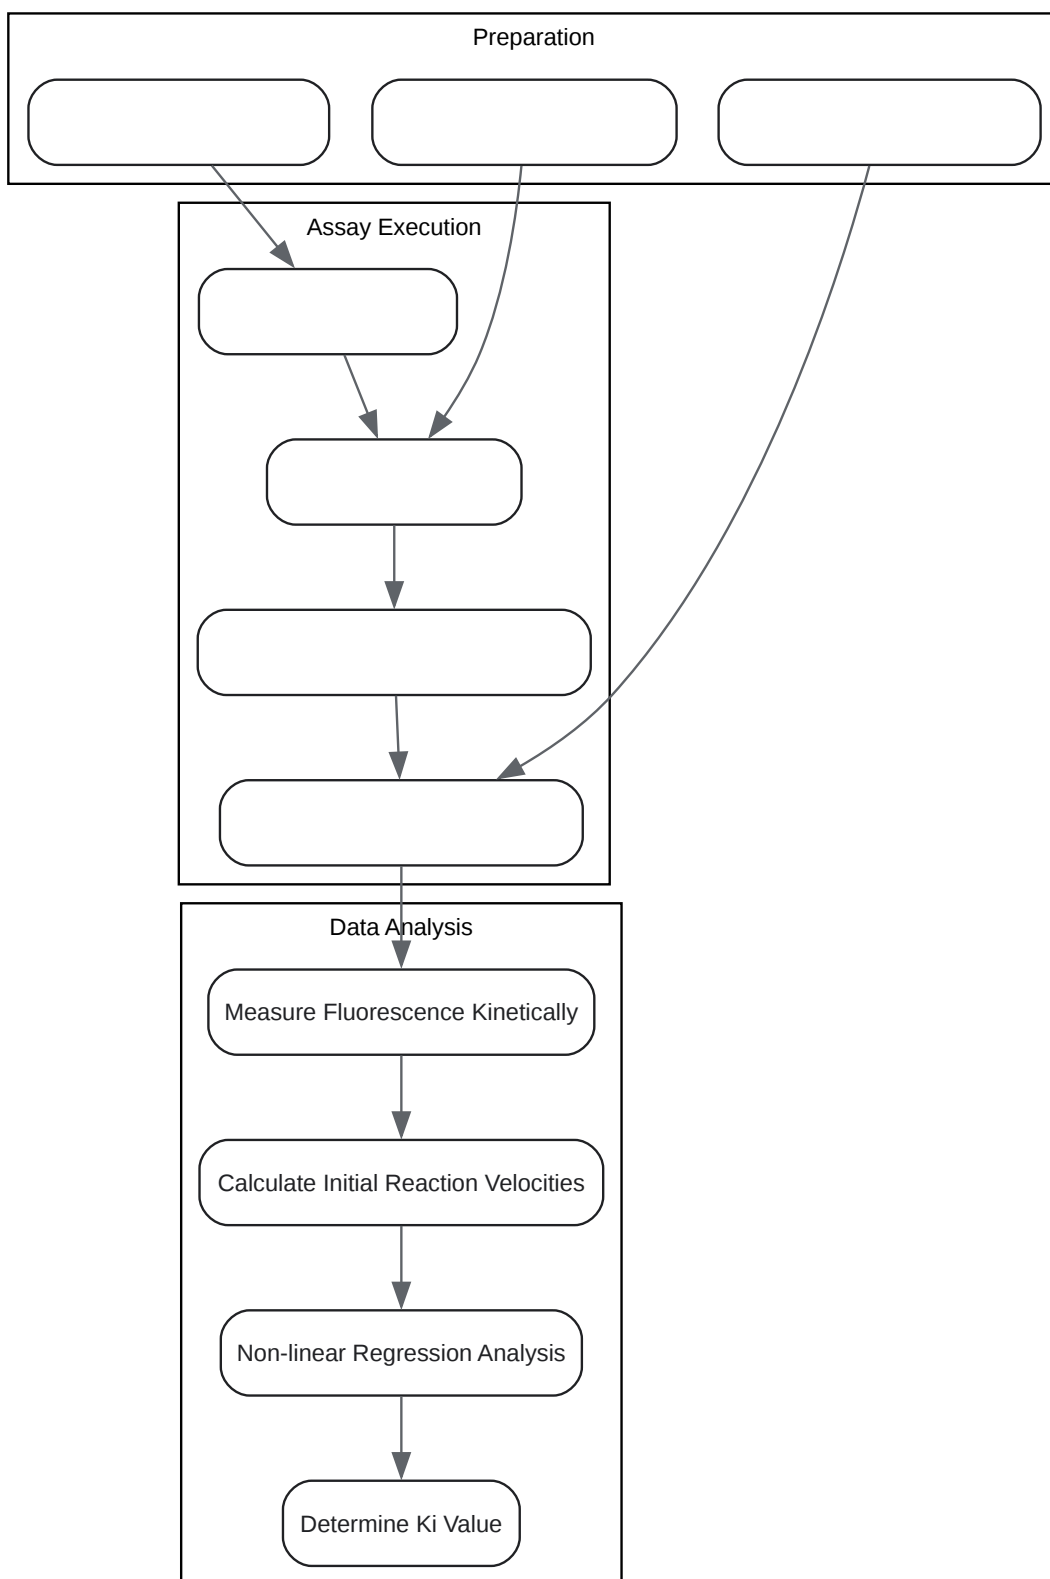 Preparation
Assay Execution
Data Analysis
Measure Fluorescence Kinetically
Calculate Initial Reaction Velocities
Non-linear Regression Analysis
Determine Ki Value